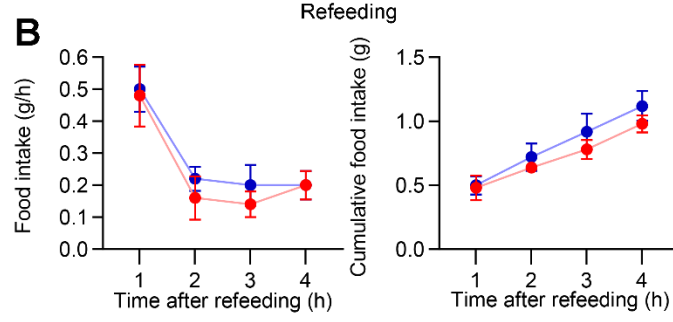 B
Refeeding
Food intake (g/h)
0.6
0.5
0.4
0.3
0.2
0.1
0.0
1 2 3 4
Time after refeeding (h)
Cumulative food intake (g)
1.5
1.0
0.5
0.0
1 2 3 4
Time after refeeding (h)